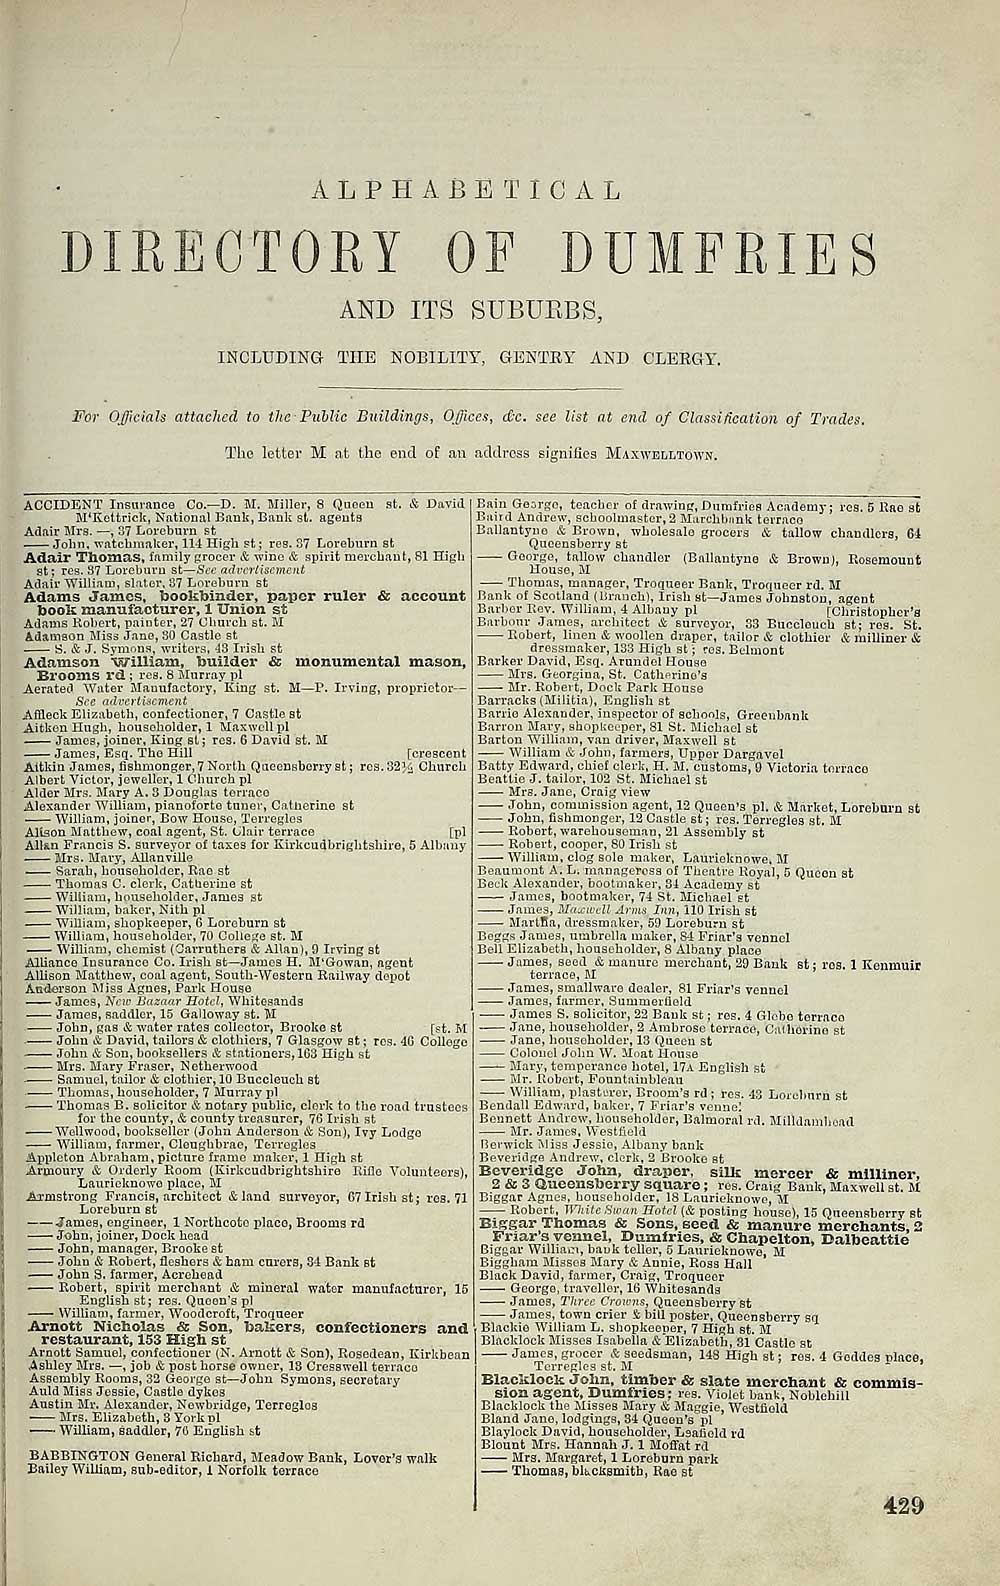 ALPHABETICAL
DIRECTORY OF DUMFRIES
AND ITS SUBURBS,
INCLUDING THE NOBILITY, GENTRY AND CLERGY.
For Officials attached to the Public Buildings, Offices, &c. see list at end of Classification of Trades.
The letter M at the end of an address signifies MAXWELLTOWN.
ACCIDENT Insurance Co.—D. M. Miller, 8 Queen st. & David
M'Kettrick, National Bank, Bank st. agents
Adair Mrs. —, 37 Loreburn st
—— John, watchmaker, 114 High st; res. 37 Loreburn st
Adair Thomas, family grocer & wine & spirit merchant, 81 High
st; res. 37 Loreburn st—See advertisement
Adair William, slater, 37 Loreburn st
Adams James, bookbinder, paper ruler & account
book manufacturer, 1 Union st
Adams Robert, painter, 27 Church st. M
Adamson Miss Jane, 30 Castle st
—— S. & J. Symons, writers, 43 Irish st
Adamson William, builder & monumental mason,
Brooms rd; res. 8 Murray pl
Aerated Water Manufactory, King st. M—P. Irving, proprietor—
See advertisement
Affleck Elizabeth, confectioner, 7 Castle st
Aitken Hugh, householder, 1 Maxwell pl
—— James, joiner, King st; res. 6 David st. M
—— James, Esq. The Hill [crescent
Aitkin James, fishmonger, 7 North Queensberry st; res. 32½ Church
Albert Victor, jeweller, 1 Church pl
Alder Mrs. Mary A. 3 Douglas terrace
Alexander William, pianoforte tuner, Catherine st
—— William, joiner, Bow House, Terregles
Alison Matthew, coal agent, St. Clair terrace [pl
Allan Francis S. surveyor of taxes for Kirkcudbrightshire, 5 Albany
—— Mrs. Mary, Allanville
—— Sarah, householder, Rae st
—— Thomas C. clerk, Catherine st
—— William, householder, James st
—— William, baker, Nith pl
—— William, shopkeeper, 6 Loreburn st
—— William, householder, 70 College st. M
—— William, chemist (Carruthers & Allan), 9 Irving st
Alliance Insurance Co. Irish st—James H. M'Gowan, agent
Allison Matthew, coal agent, South-Western Railway depot
Anderson Miss Agnes, Park House
—— James, New Bazaar Hotel, Whitesands
—— James, saddler, 15 Galloway st. M
—— John, gas & water rates collector, Brooke st [st. M
—— John & David, tailors & clothiers, 7 Glasgow st; res. 46 College
—— John & Son, booksellers & stationers, 163 High st
—— Mrs. Mary Fraser, Netherwood
—— Samuel, tailor & clothier, 10 Buccleuch st
—— Thomas, householder, 7 Murray pl
—— Thomas B. solicitor & notary public, clerk to the road trustees
for the county, & county treasurer, 76 Irish st
—— Wellwood, bookseller (John Anderson & Son), Ivy Lodge
—— William, farmer, Cloughbrae, Terregles
Appleton Abraham, picture frame maker, 1 High st
Armoury & Orderly Room (Kirkcudbrightshire Rifle Volunteers),
Laurieknowe place, M
Armstrong Francis, architect & land surveyor, 67 Irish st; res. 71
Loreburn st
—— James, engineer, 1 Northcote place, Brooms rd
—— John, joiner, Dock head
—— John, manager, Brooke st
—— John & Robert, fleshers & ham curers, 34 Bank st
—— John S. farmer, Acrehead
—— Robert, spirit merchant & mineral water manufacturer, 15
English st; res. Queen's pl
—— William, farmer, Woodcroft, Troqueer
Arnott Nicholas & Son, bakers, confectioners and
restaurant, 153 High st
Arnott Samuel, confectioner (N. Arnott & Son), Rosedean, Kirkbean
Ashley Mrs. —, job & post horse owner, 13 Cresswell terrace
Assembly Rooms, 32 George st—John Symons, secretary
Auld Miss Jessie, Castle dykes
Austin Mr. Alexander, Newbridge, Terregles
—— Mrs. Elizabeth, 3 York pl
—— William, saddler, 76 English st
BABBINGTON General Richard, Meadow Bank, Lover's walk
Bailey William, sub-editor, 1 Norfolk terrace
Bain George, teacher of drawing, Dumfries Academy; res. 5 Rae st
Baird Andrew, schoolmaster, 2 Marchbank terrace
Ballantyne & Brown, wholesale grocers & tallow chandlers, 64
Queensberry st
—— George, tallow chandler (Ballantyne & Brown), Rosemount
House, M
—— Thomas, manager, Troqueer Bank, Troqueer rd. M
Bank of Scotland (Branch), Irish st—James Johnston, agent
Barber Rev. William, 4 Albany pl [Christopher's
Barbour James, architect & surveyor, 33 Buccleuch st; res. St.
—— Robert, linen & woollen draper, tailor & clothier & milliner &
dressmaker, 133 High st; res. Belmont
Barker David, Esq. Arundel House
—— Mrs. Georgina, St. Catherine's
—— Mr. Robert, Dock Park House
Barracks (Militia), English st
Barrie Alexander, inspector of schools, Greenbank
Barron Mary, shopkeeper, 81 St. Michael st
Barton William, van driver, Maxwell st
—— William & John, farmers, Upper Dargavel
Batty Edward, chief clerk, H. M. customs, 9 Victoria terrace
Beattie J. tailor, 102 St. Michael st
—— Mrs. Jane, Craig view
—— John, commission agent, 12 Queen's pl. & Market, Loreburn st
—— John, fishmonger, 12 Castle st; res. Terregles st. M
—— Robert, warehouseman, 21 Assembly st
—— Robert, cooper, 80 Irish st
—— William, clog sole maker, Laurieknowe, M
Beaumont A. L. manageress of Theatre Royal, 5 Queen st
Beck Alexander, bootmaker, 34 Academy st
—— James, bootmaker, 74 St. Michael st
—— James, Maxwell Arms Inn, 110 Irish st
—— Martha, dressmaker, 59 Loreburn st
Beggs James, umbrella maker, 84 Friar's vennel
Bell Elizabeth, householder, 8 Albany place
—— James, seed & manure merchant, 29 Bank st; res. 1 Kenmuir
terrace, M
—— James, smallware dealer, 81 Friar's vennel
—— James, farmer, Summerfield
—— James S. solicitor, 22 Bank st; res. 4 Globe terrace
—— Jane, householder, 2 Ambrose terrace, Catherine st
—— Jane, householder, 13 Queen st
—— Colonel John W. Moat House
—— Mary, temperance hotel, 17A English st
—— Mr. Robert, Fountainbleau
—— William, plasterer, Broom's rd; res. 43 Loreburn st
Bendall Edward, baker, 7 Friar's vennel
Bennett Andrew, householder, Balmoral rd. Milldamhead
—— Mr. James, Westfield
Berwick Miss Jessie, Albany bank
Beveridge Andrew, clerk, 2 Brooke st
Beveridge John, draper, silk mercer & milliner,
2 & 3 Queensberry square; res. Craig Bank, Maxwell st. M
Biggar Agnes, householder, 18 Laurieknowe, M
—— Robert, White Swan Hotel (& posting house), 15 Queensberry st
Biggar Thomas & Sons, seed & manure merchants, 2
Friar's vennel, Dumfries, & Chapelton, Dalbeattie
Biggar William, bank teller, 5 Laurieknowe, M
Biggham Misses Mary & Annie, Ross Hall
Black David, farmer, Craig, Troqueer
—— George, traveller, 16 Whitesands
—— James, Three Crowns, Queensberry st
—— James, town crier & bill poster, Queensberry sq
Blackie William L. shopkeeper, 7 High st. M
Blacklock Misses Isabella & Elizabeth, 31 Castle st
—— James, grocer & seedsman, 148 High st; res. 4 Geddes place,
Terregles st. M
Blacklock John, timber & slate merchant & commis-
sion agent, Dumfries; res. Violet bank, Noblehill
Blacklock the Misses Mary & Maggie, Westfield
Bland Jane, lodgings, 34 Queen's pl
Blaylock David, householder, Leafield rd
Blount Mrs. Hannah J. 1 Moffat rd
—— Mrs. Margaret, 1 Loreburn park
—— Thomas, blacksmith, Rae st
429